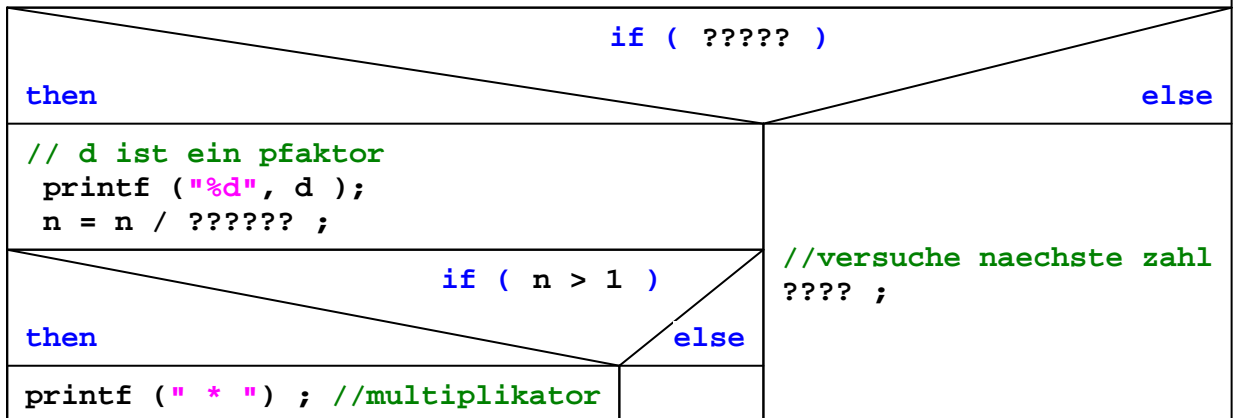 if ( ????? )
then
else
// d ist ein pfaktor
printf ("%d", d );
n = n / ?????? ;
//versuche naechste zahl
???? ;
if ( n > 1 )
then
else
printf (" * ") ; //multiplikator